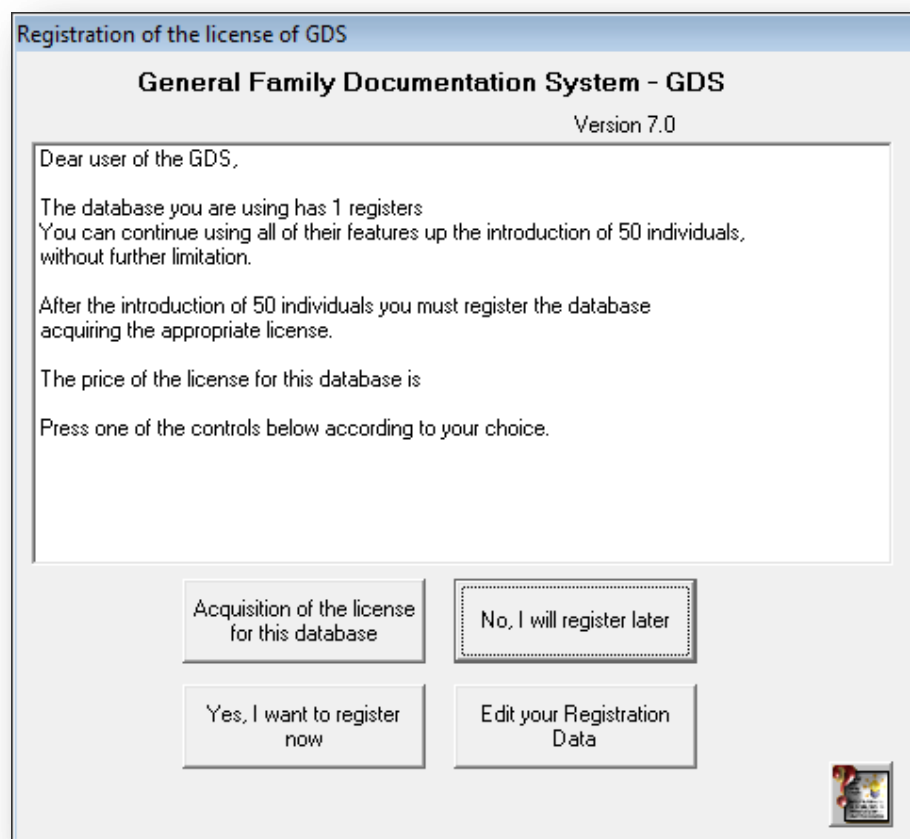 Registration of the license of GDS
General Family Documentation System - GDS
Version 7.0
Dear user of the GDS,
The database you are using has 1 registers
You can continue using all of their features up the introduction of 50 individuals,
without further limitation.
After the introduction of 50 individuals you must register the database
acquiring the appropriate license.
The price of the license for this database is
Press one of the controls below according to your choice.
Acquisition of the license
for this database
No, I will register later
Yes, I want to register
now
Edit your Registration
Data